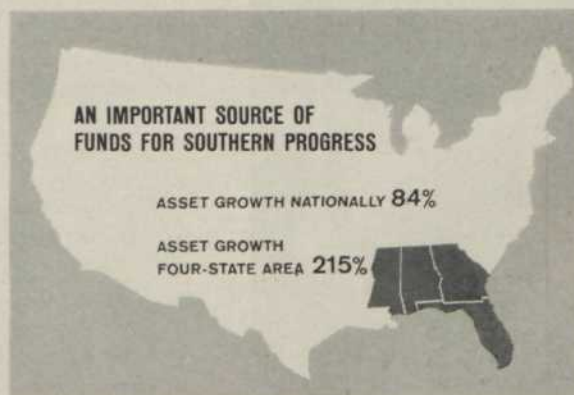 AN IMPORTANT SOURCE OF
FUNDS FOR SOUTHERN PROGRESS
ASSET GROWTH NATIONALLY 84%
ASSET GROWTH
FOUR-STATE AREA 215%